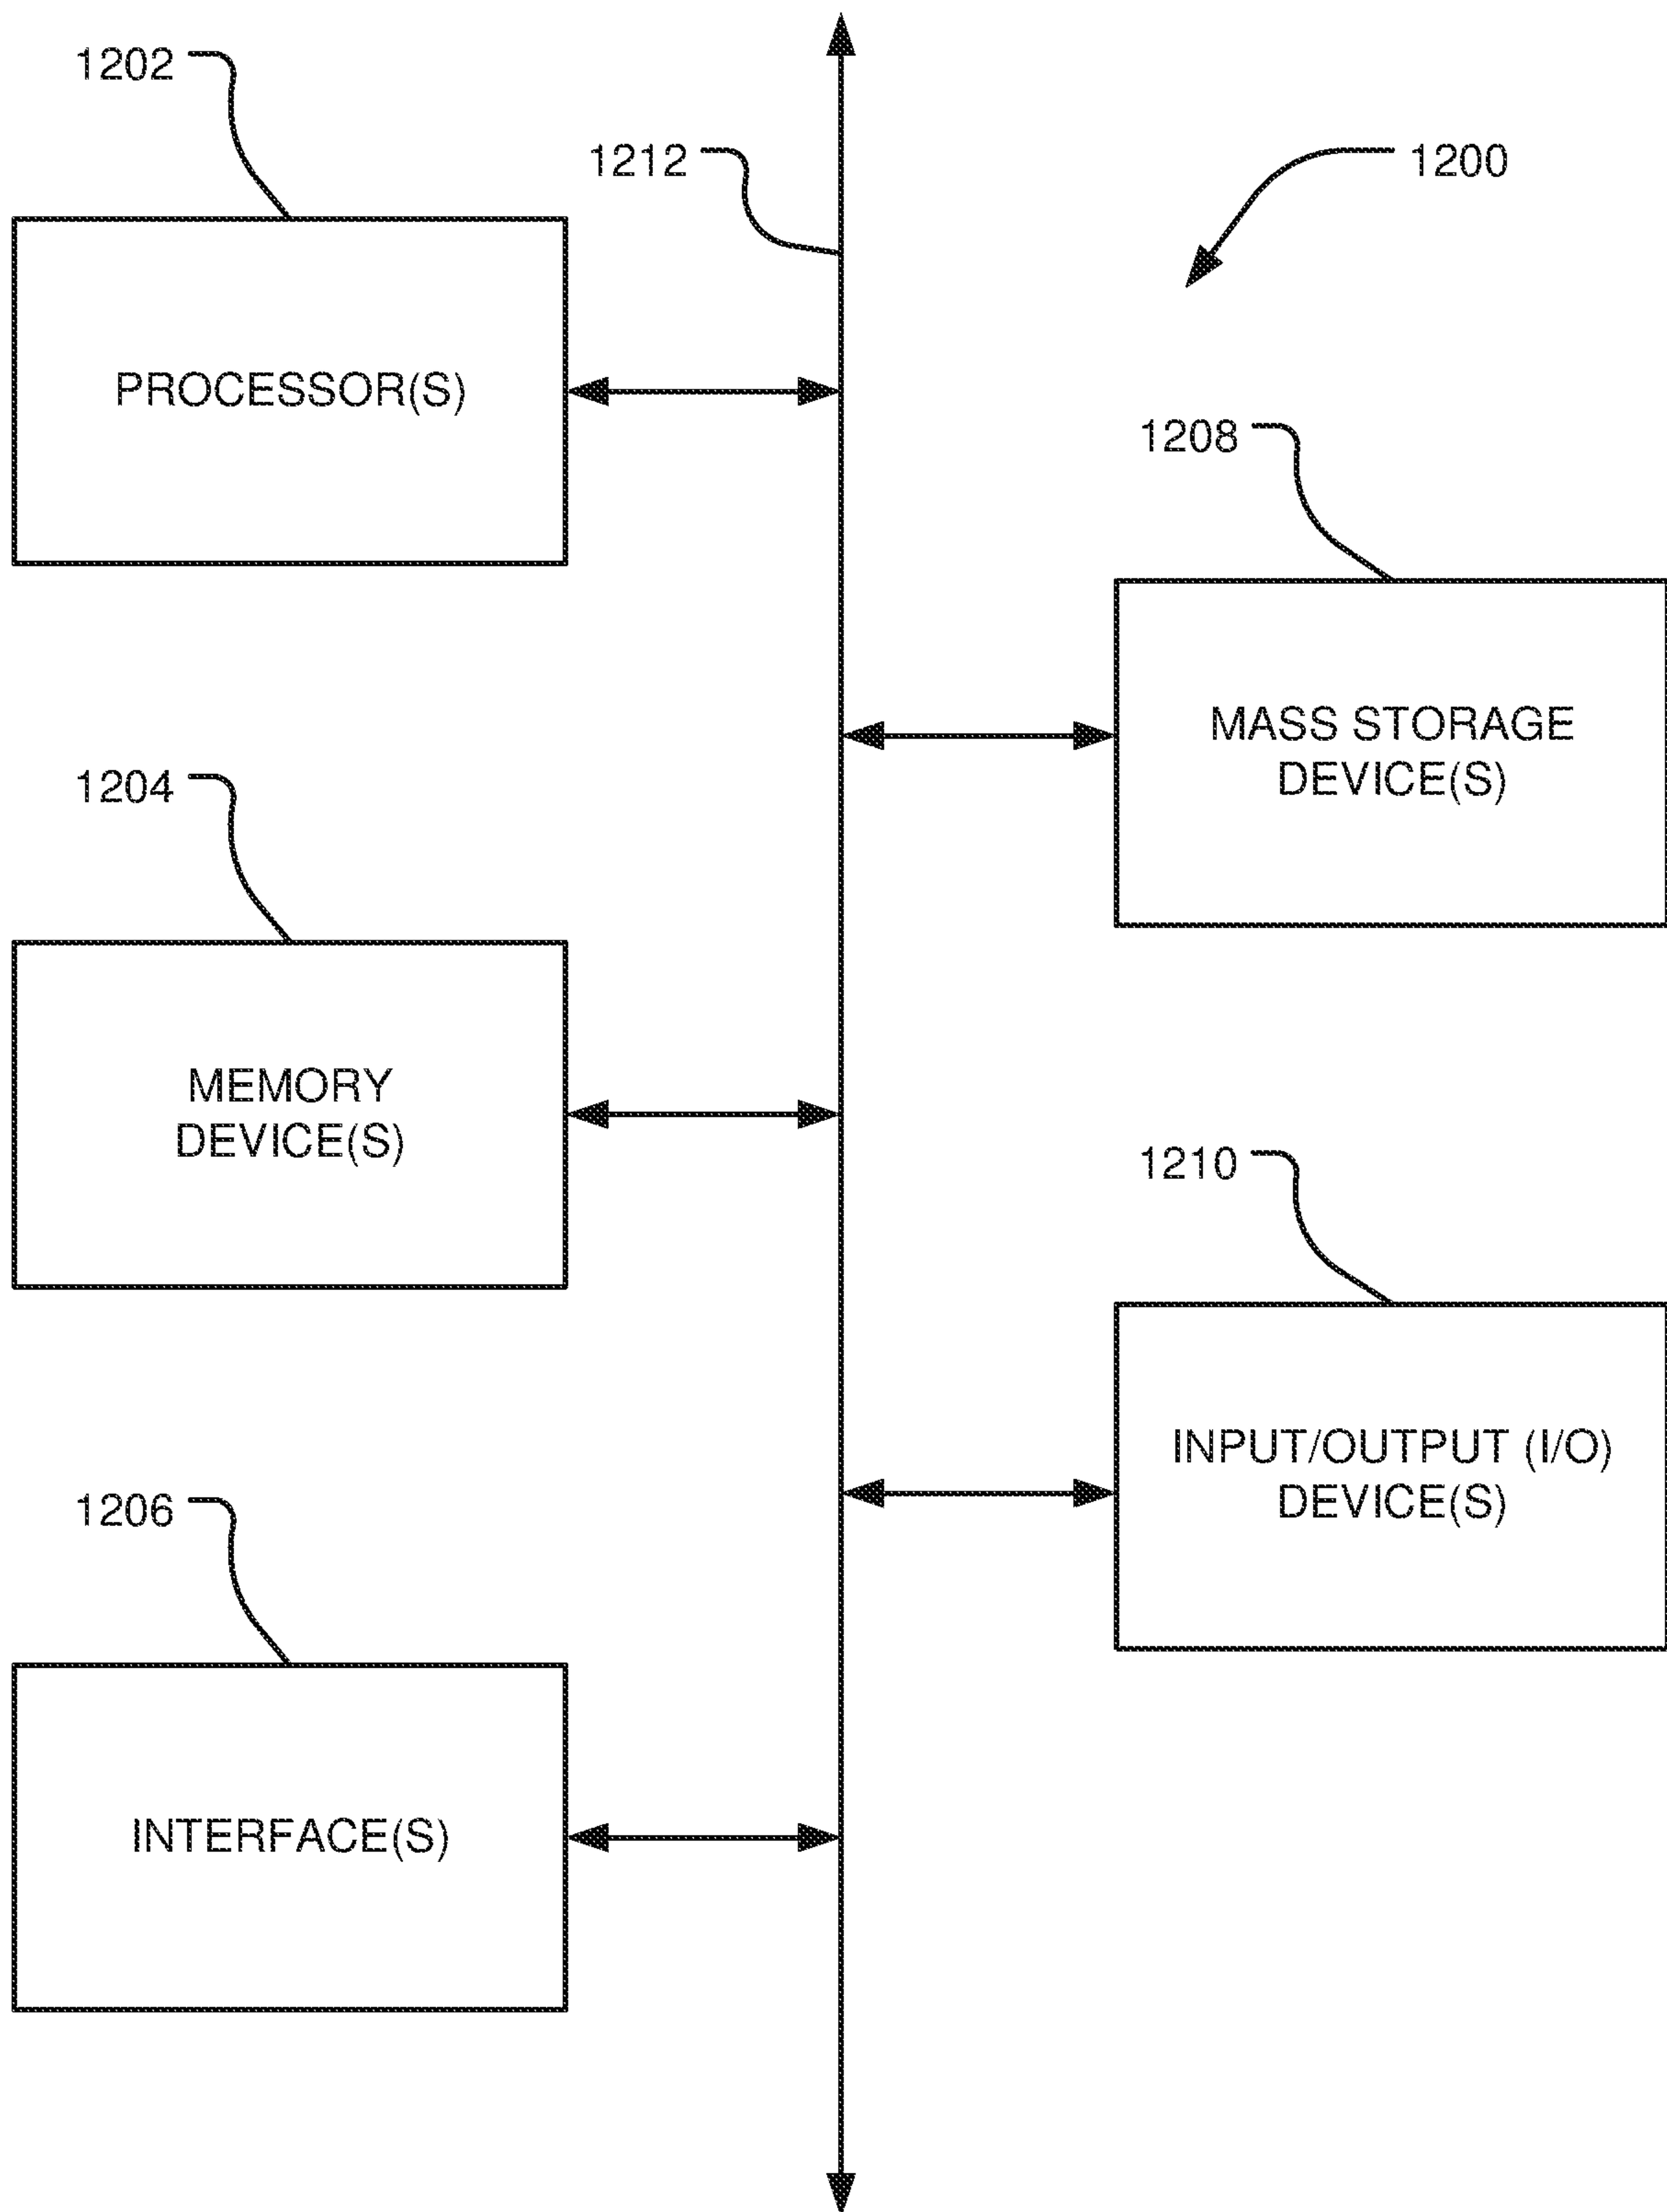 1202
1212
1200
PROCESSOR(S)
1208
MASS STORAGE
DEVICE(S)
1204
MEMORY
DEVICE(S)
1210
INPUT/OUTPUT (I/O)
DEVICE(S)
1206
INTERFACE(S)